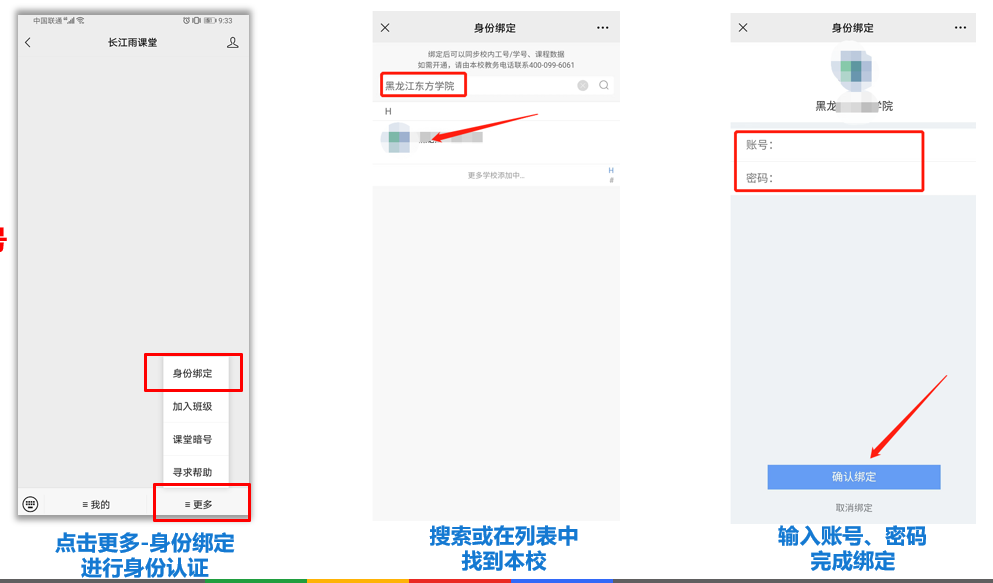 中国联通
9:33
长江雨课堂
身份绑定
加入班级
课堂暗号
寻求帮助
≡ 我的
≡ 更多
点击更多-身份绑定
进行身份认证
号
身份绑定
绑定后可以同步校内工号/学号、课程数据
如需开通，请由本校教务电话联系400-099-6061
黑龙江东方学院
H
更多学校添加中...
H
#
搜索或在列表中
找到本校
身份绑定
黑龙
学院
账号:
密码:
确认绑定
取消绑定
输入账号、密码
完成绑定